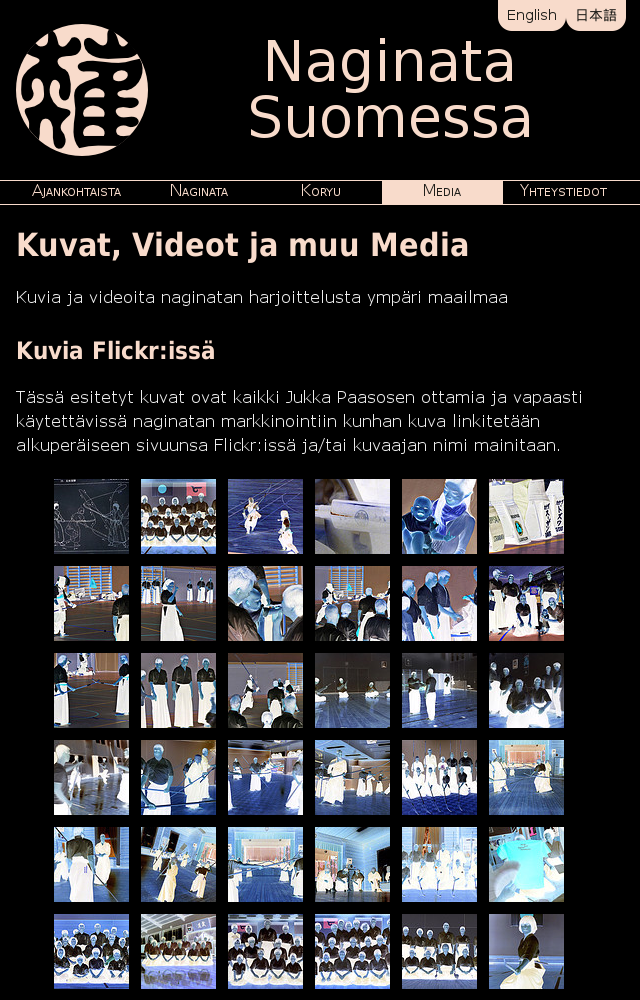 English 日本語
Naginata
Suomessa
Ajankohtaista Naginata Koryu Media Yhteystiedot
Kuvat, Videot ja muu Media
Kuvia ja videoita naginatan harjoittelusta ympäri maailmaa
Kuvia Flickr:issä
Tässä esitetyt kuvat ovat kaikki Jukka Paasosen ottamia ja vapaasti
käytettävissä naginatan markkinointiin kunhan kuva linkitetään
alkuperäiseen sivuunsa Flickr:issä ja/tai kuvaajan nimi mainitaan.